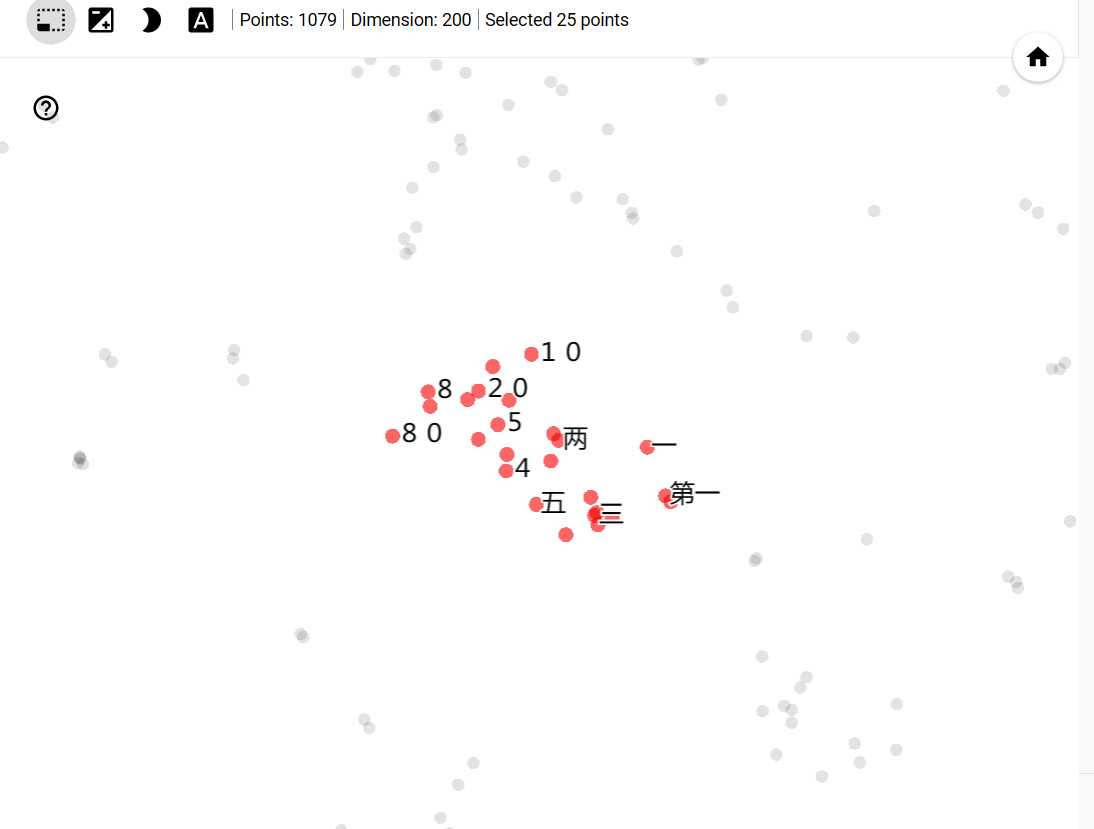 Points: 1079 | Dimension: 200 | Selected 25 points
A
1 0
8
2 0
5
8 0
两
一
4
第一
五
三